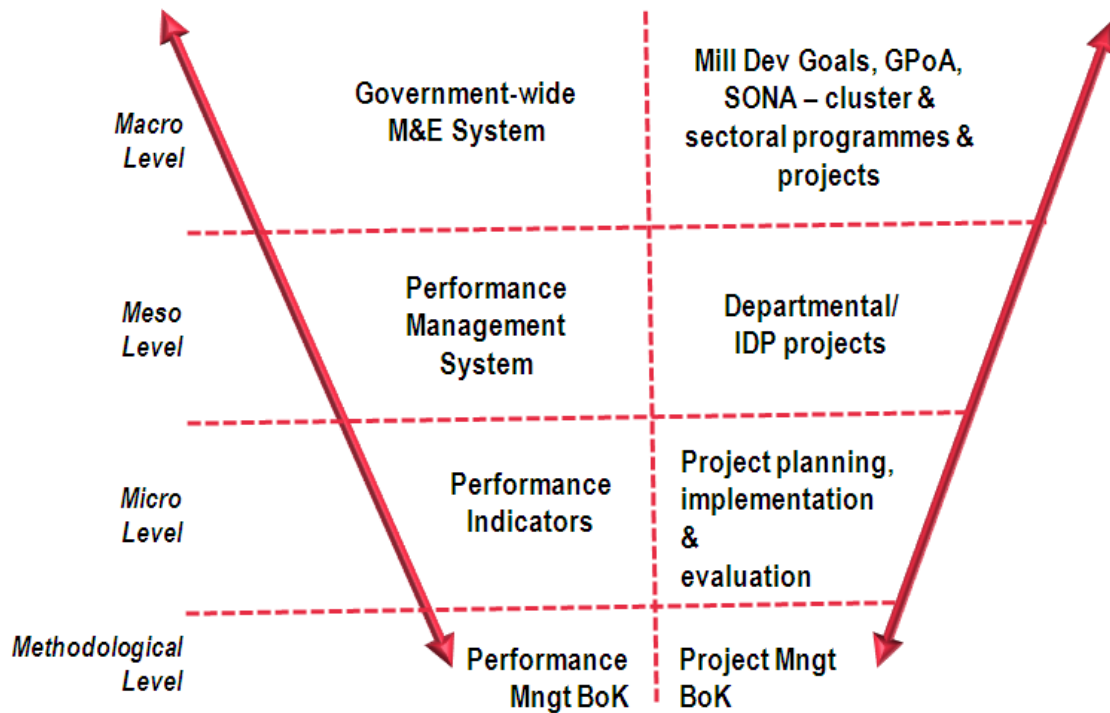 Macro
Level
Government-wide
M&E System
Mill Dev Goals, GPoA,
SONA – cluster &
sectoral programmes &
projects
Meso
Level
Performance
Management
System
Departmental/
IDP projects
Micro
Level
Performance
Indicators
Project planning,
implementation
&
evaluation
Methodological
Level
Performance
Mngt BoK
Project Mngt
BoK